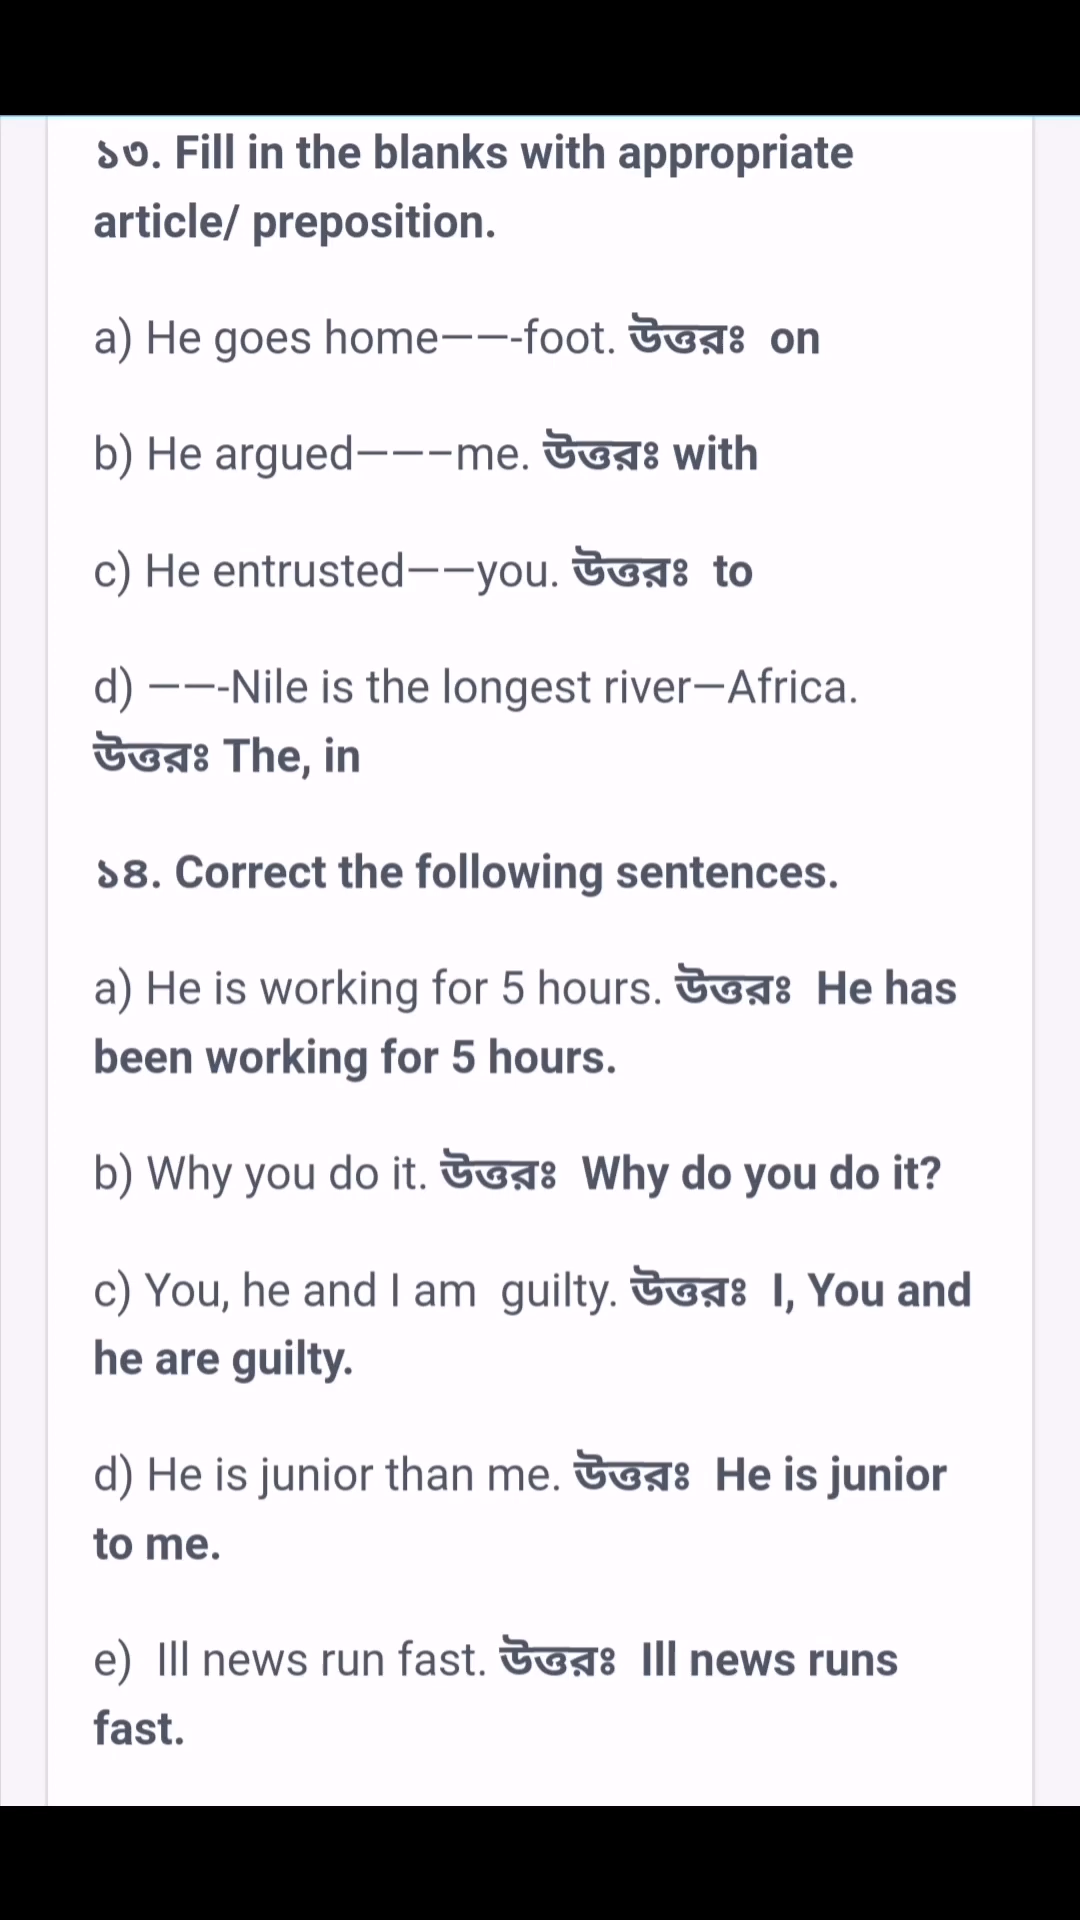 ১৩. Fill in the blanks with appropriate
article/ preposition.
a) He goes home——-foot. উত্তরঃ on
b) He argued———me. উত্তরঃ with
c) He entrusted——you. উত্তরঃ to
d) ——-Nile is the longest river—Africa.
উত্তরঃ The, in
১৪. Correct the following sentences.
a) He is working for 5 hours. উত্তরঃ He has
been working for 5 hours.
b) Why you do it. উত্তরঃ Why do you do it?
c) You, he and I am guilty. উত্তরঃ I, You and
he are guilty.
d) He is junior than me. উত্তরঃ He is junior
to me.
e) Ill news run fast. উত্তরঃ Ill news runs
fast.